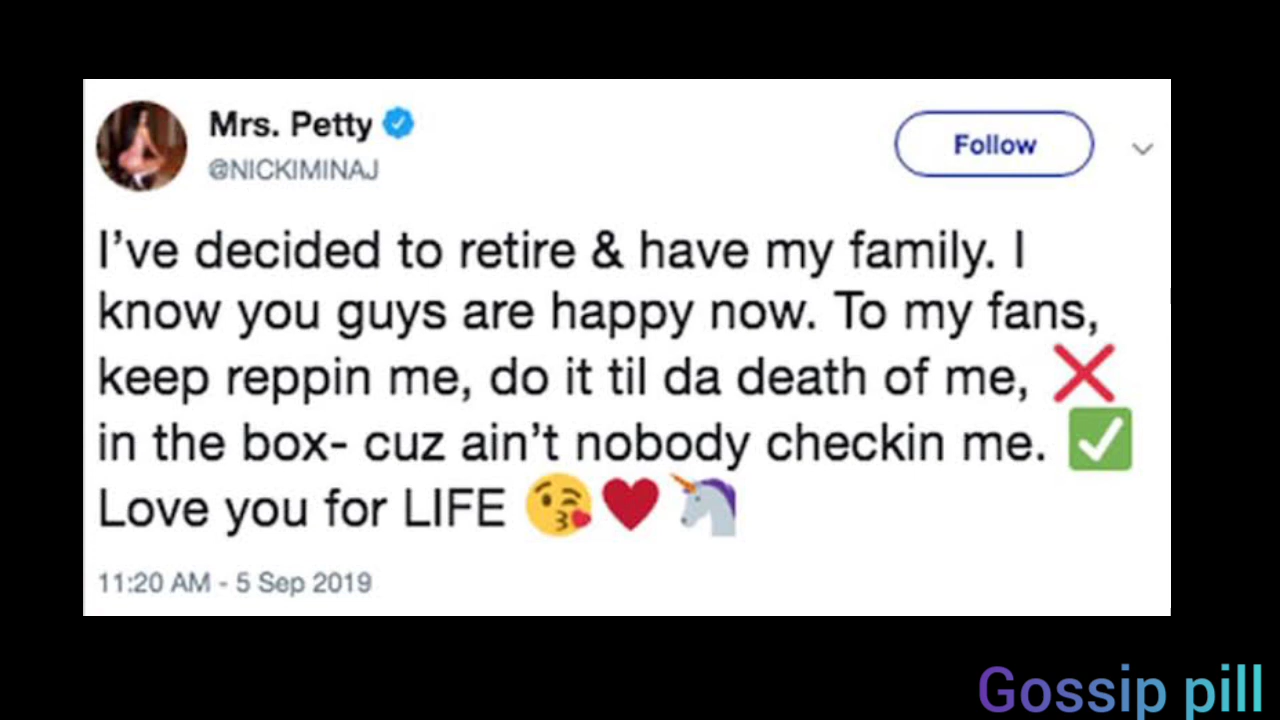 Mrs. Petty
@NICKIMINAJ
Follow
I’ve decided to retire & have my family. I
know you guys are happy now. To my fans,
keep reppin me, do it til da death of me, ❌
in the box- cuz ain’t nobody checkin me. ✅
Love you for LIFE 😘❤️🦄
11:20 AM - 5 Sep 2019
Gossip pill